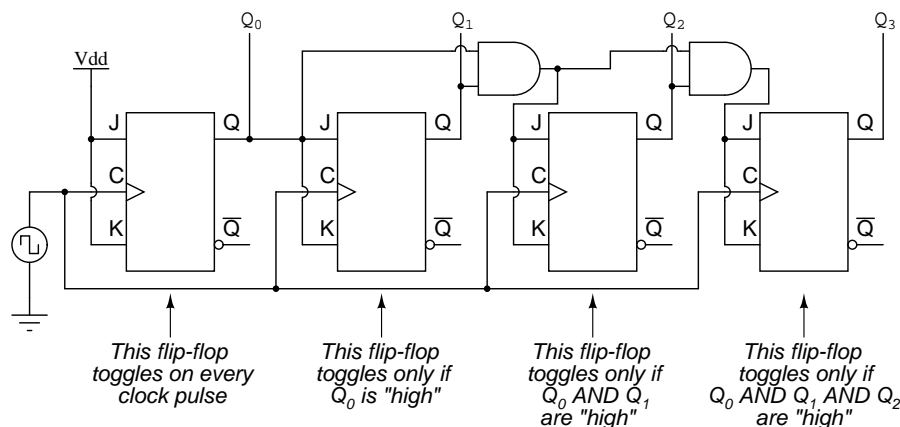 Q0 Q1 Q2 Q3
Vdd
J Q J Q J Q J Q
C C C C
K Q̅ K Q̅ K Q̅ K Q̅
This flip-flop
toggles on every
clock pulse
This flip-flop
toggles only if
Q0 is "high"
This flip-flop
toggles only if
Q0 AND Q1
are "high"
This flip-flop
toggles only if
Q0 AND Q1 AND Q2
are "high"